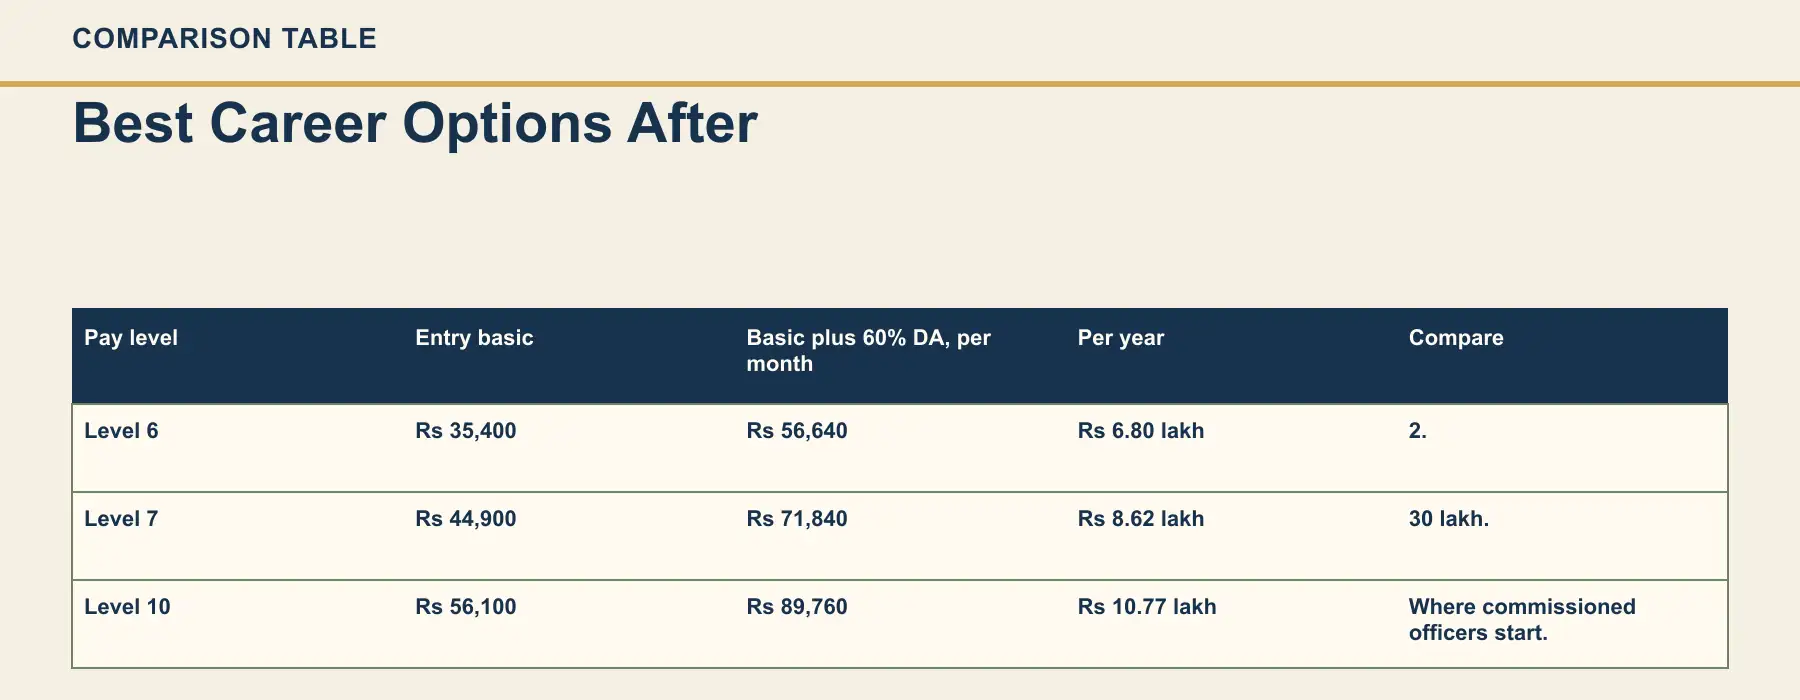 COMPARISON TABLE
Best Career Options After
Pay level
Entry basic
Basic plus 60% DA, per
month
Per year
Compare
Level 6
Rs 35,400
Rs 56,640
Rs 6.80 lakh
2.
Level 7
Rs 44,900
Rs 71,840
Rs 8.62 lakh
30 lakh.
Level 10
Rs 56,100
Rs 89,760
Rs 10.77 lakh
Where commissioned
officers start.